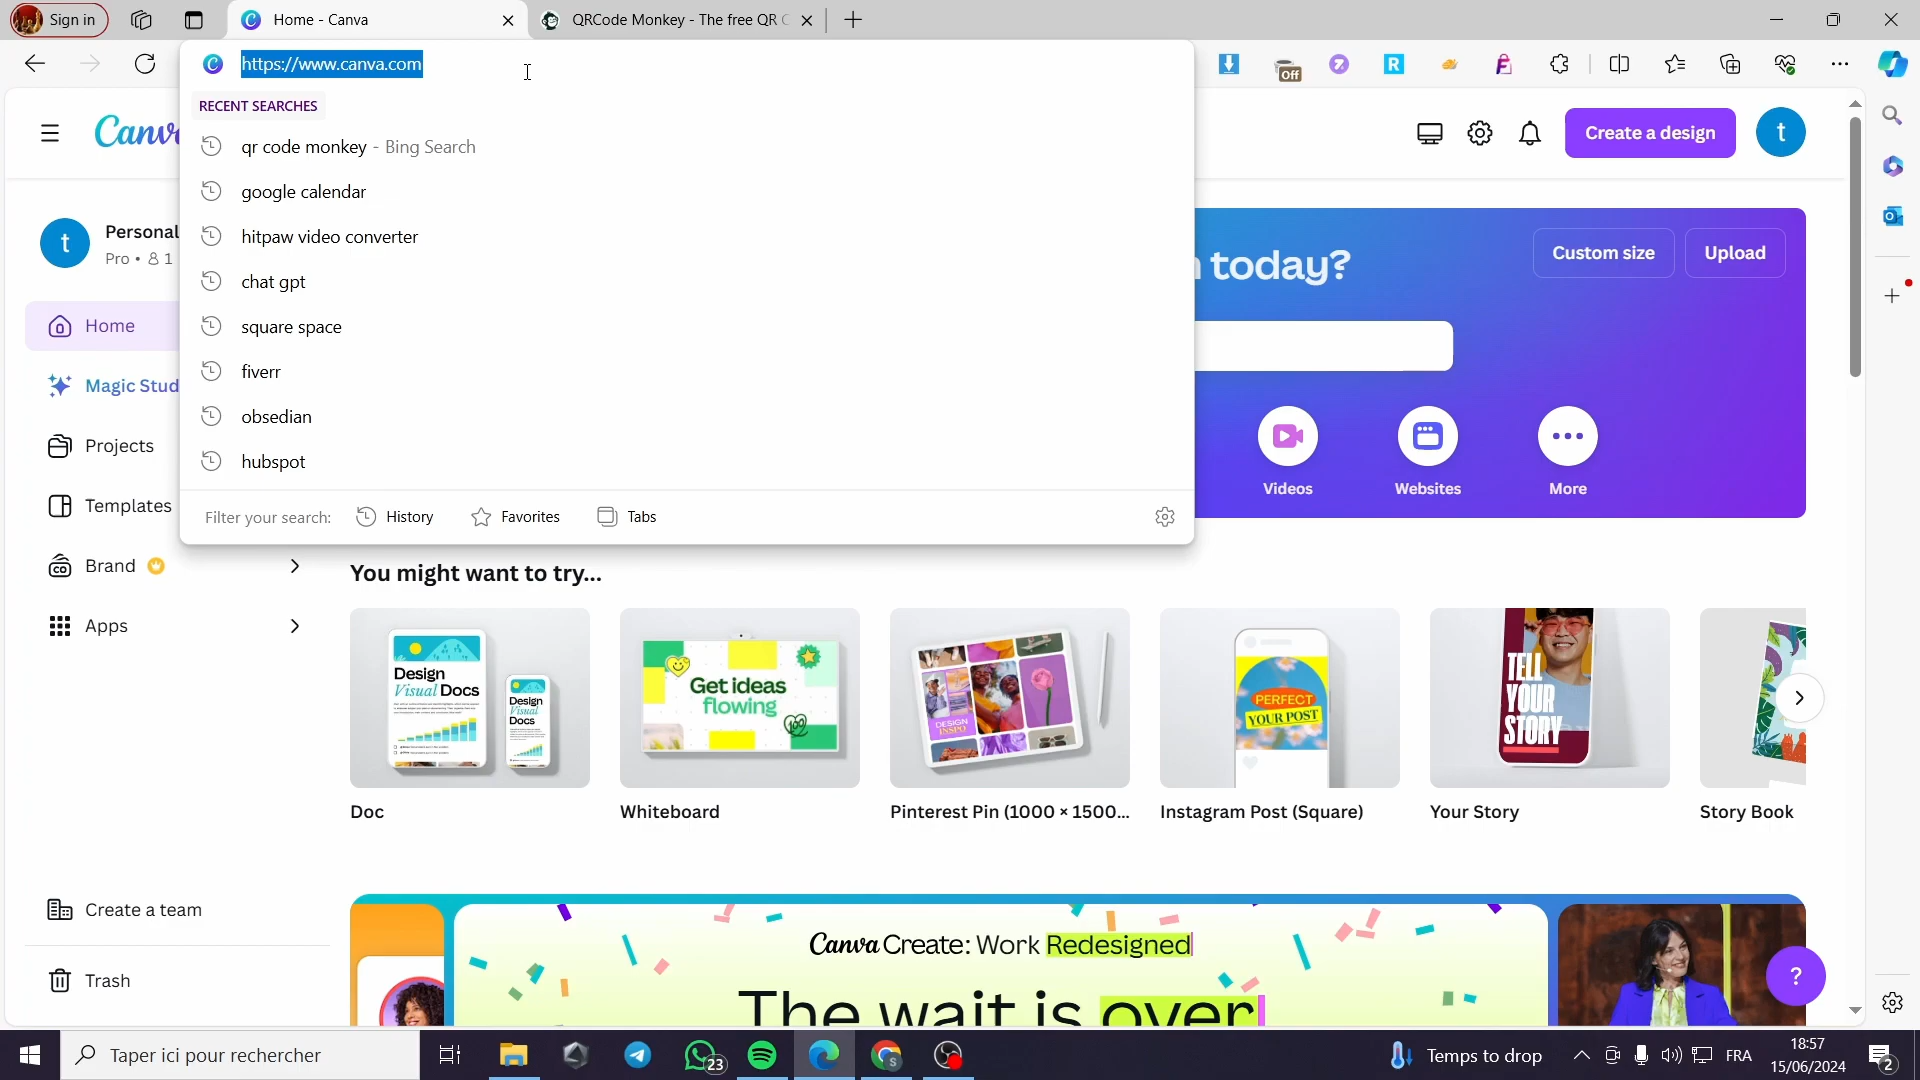 Sign in
Home - Canva
QRCode Monkey - The free QR C
https://www.canva.com
Off
RECENT SEARCHES
qr code monkey - Bing Search
google calendar
hitpaw video converter
chat gpt
square space
fiverr
obsedian
hubspot
Filter your search:
History
Favorites
Tabs
Canva
Create a design
t
t
Personal
Pro • 1
Home
Magic Stud
Projects
Templates
Brand
Apps
Create a team
Trash
today?
Custom size
Upload
Videos
Websites
More
You might want to try...
Design
Visual Docs
Design
Visual Docs
Get ideas
flowing
100
DESIGN
INSPO
PERFECT
YOUR POST
TELL
YOUR
STORY
Doc
Whiteboard
Pinterest Pin (1000 × 1500...
Instagram Post (Square)
Your Story
Story Book
Canva Create: Work Redesigned
The wait is over
?
Taper ici pour rechercher
23
Temps to drop
FRA
18:57
15/06/2024
2